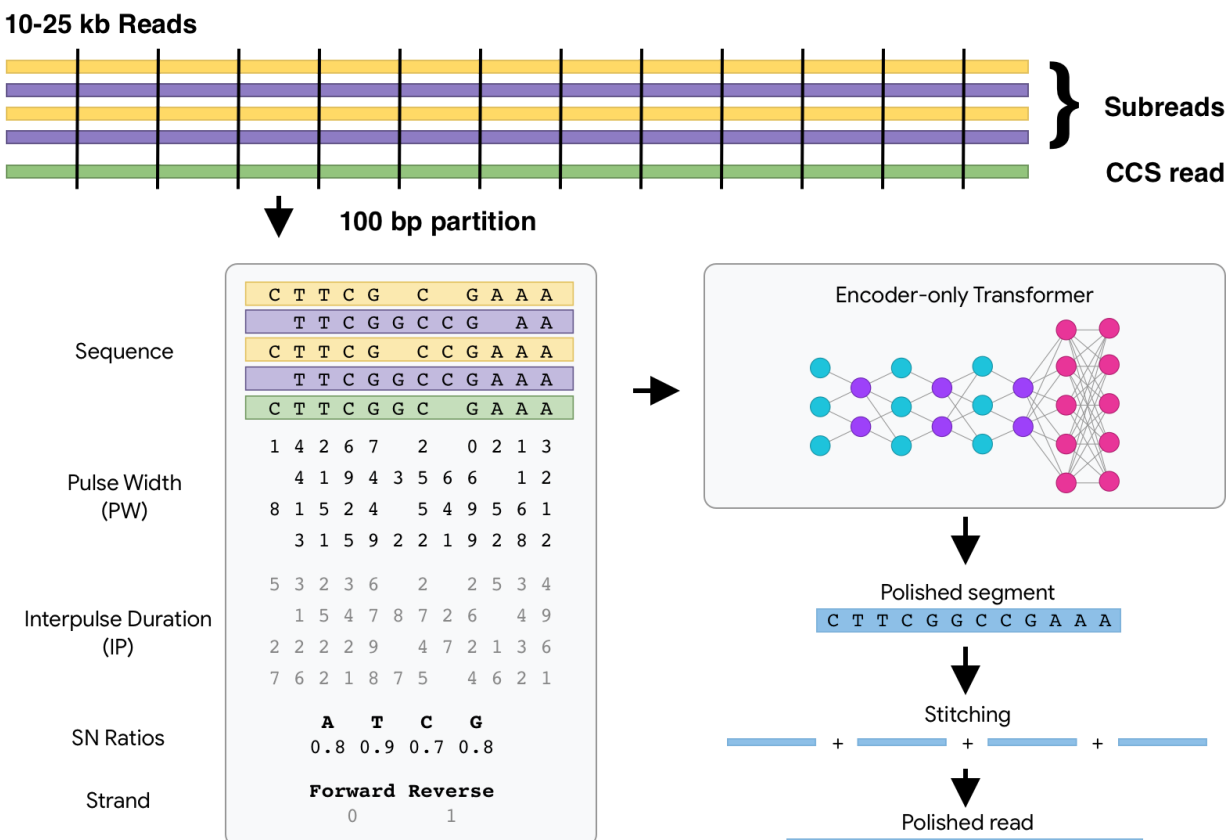 10-25 kb Reads
}
Subreads
CCS read
100 bp partition
Sequence
C T T C G   C   G A A A
T T C G G C C G   A A
C T T C G   C C G A A A
T T C G G C C G A A A
C T T C G G C   G A A A
Pulse Width
(PW)
1 4 2 6 7   2   0 2 1 3
4 1 9 4 3 5 6 6   1 2
8 1 5 2 4   5 4 9 5 6 1
3 1 5 9 2 2 1 9 2 8 2
Interpulse Duration
(IP)
5 3 2 3 6   2   2 5 3 4
1 5 4 7 8 7 2 6   4 9
2 2 2 2 9   4 7 2 1 3 6
7 6 2 1 8 7 5   4 6 2 1
SN Ratios
A T C G
0.8 0.9 0.7 0.8
Strand
Forward Reverse
0 1
Encoder-only Transformer
Polished segment
C T T C G G C C G A A A
Stitching
+ + +
Polished read